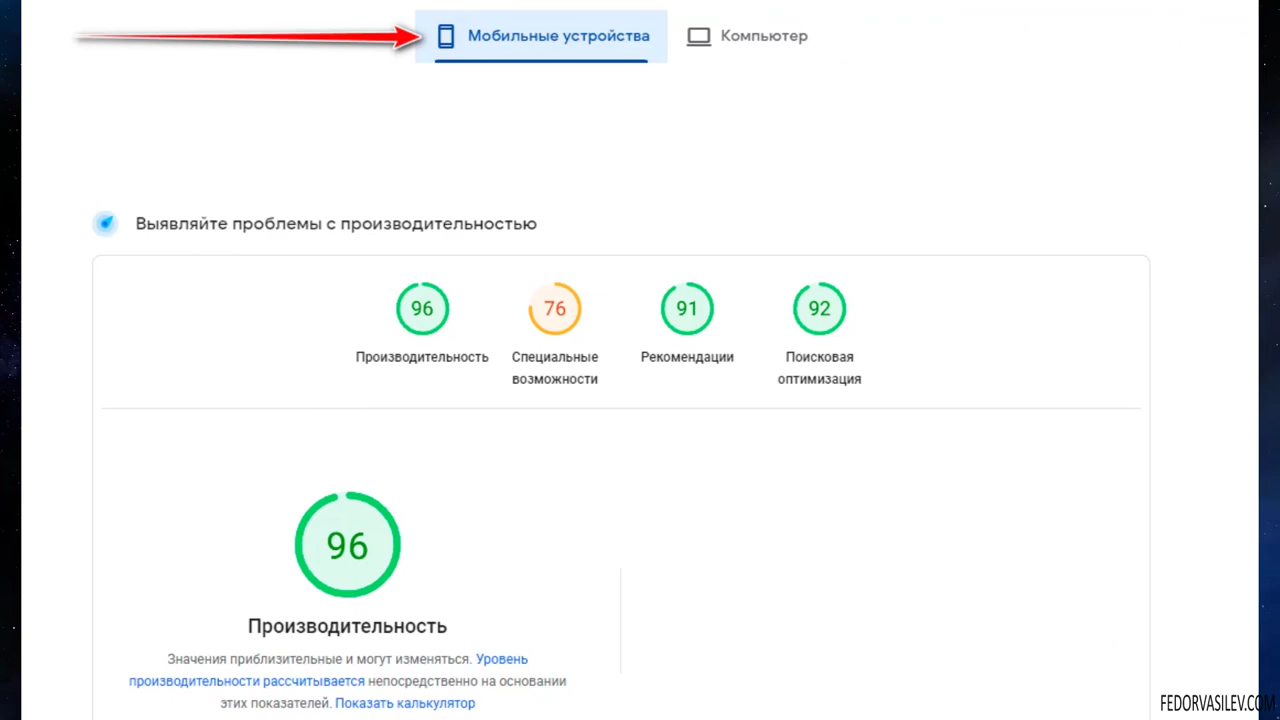 Мобильные устройства
Компьютер
Выявляйте проблемы с производительностью
96
76
91
92
Производительность
Специальные
возможности
Рекомендации
Поисковая
оптимизация
96
Производительность
Значения приблизительные и могут изменяться. Уровень
производительности рассчитывается непосредственно на основании
этих показателей. Показать калькулятор
FEDORVASILEV.COM